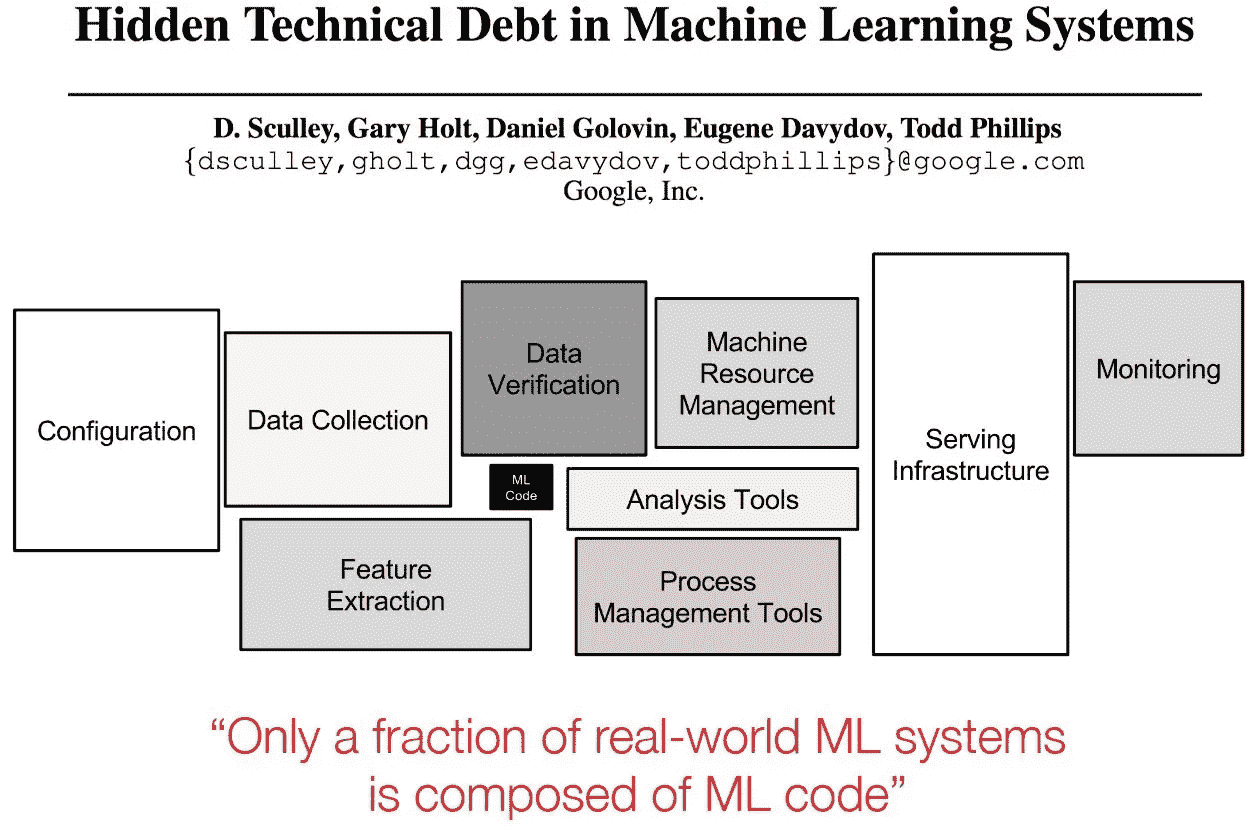 Hidden Technical Debt in Machine Learning Systems
D. Sculley, Gary Holt, Daniel Golovin, Eugene Davydov, Todd Phillips
{dsculley,gholt,dgg,edavydov,toddphillips}@google.com
Google, Inc.
Configuration
Data Collection
Data
Verification
Machine
Resource
Management
Serving
Infrastructure
Monitoring
ML
Code
Analysis Tools
Feature
Extraction
Process
Management Tools
“Only a fraction of real-world ML systems
is composed of ML code”